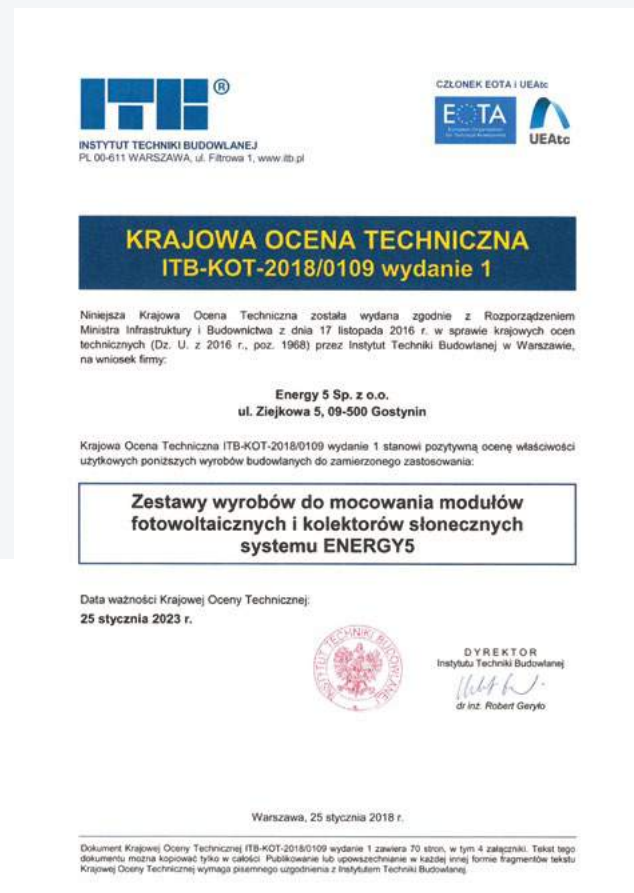 ITB ®
INSTYTUT TECHNIKI BUDOWLANEJ
PL 00-611 WARSZAWA, ul. Filtrowa 1, www.itb.pl
CZŁONEK EOTA i UEAtc
EOTA
UEAtc
KRAJOWA OCENA TECHNICZNA
ITB-KOT-2018/0109 wydanie 1
Niniejsza Krajowa Ocena Techniczna została wydana zgodnie z Rozporządzeniem
Ministra Infrastruktury i Budownictwa z dnia 17 listopada 2016 r. w sprawie krajowych ocen
technicznych (Dz. U. z 2016 r., poz. 1968) przez Instytut Techniki Budowlanej w Warszawie,
na wniosek firmy:
Energy 5 Sp. z o.o.
ul. Ziejkowa 5, 09-500 Gostynin
Krajowa Ocena Techniczna ITB-KOT-2018/0109 wydanie 1 stanowi pozytywną ocenę właściwości
użytkowych poniższych wyrobów budowlanych do zamierzonego zastosowania:
Zestawy wyrobów do mocowania modułów
fotowoltaicznych i kolektorów słonecznych
systemu ENERGY5
Data ważności Krajowej Oceny Technicznej:
25 stycznia 2023 r.
INSTYTUT TECHNIKI BUDOWLANEJ
DYREKTOR
Instytutu Techniki Budowlanej
dr inż. Robert Geryło
Warszawa, 25 stycznia 2018 r.
Dokument Krajowej Oceny Technicznej ITB-KOT-2018/0109 wydanie 1 zawiera 70 stron, w tym 4 załączniki. Tekst tego
dokumentu można kopiować tylko w całości. Publikowanie lub upowszechnianie w każdej innej formie fragmentów tekstu
Krajowej Oceny Technicznej wymaga pisemnego uzgodnienia z Instytutem Techniki Budowlanej.